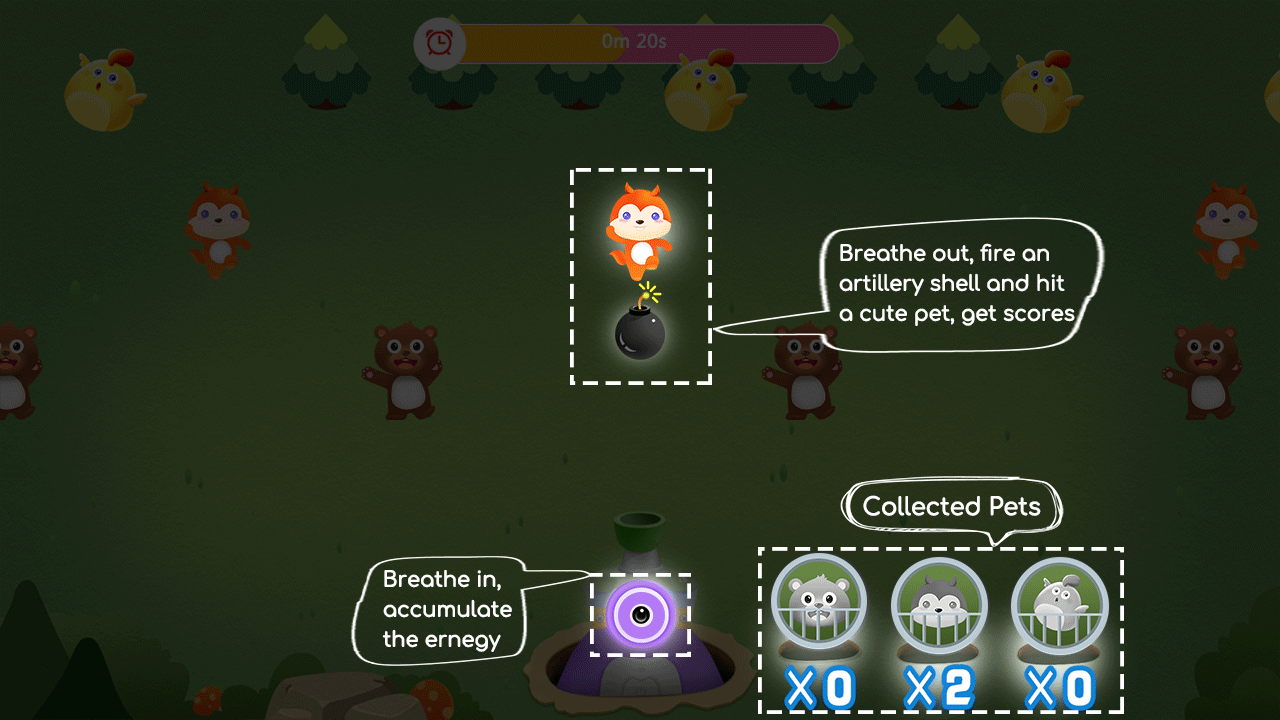 0m 20s
Breathe out, fire an
artillery shell and hit
a cute pet, get scores
Collected Pets
Breathe in,
accumulate
the ernegy
X0 X2 X0